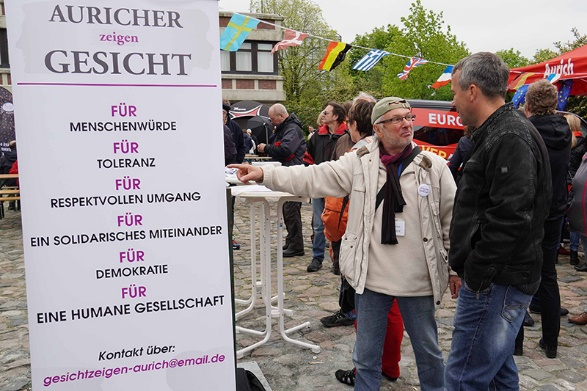 AURICHER
zeigen
GESICHT
FÜR
MENSCHENWÜRDE
FÜR
TOLERANZ
FÜR
RESPEKTVOLLEN UMGANG
FÜR
EIN SOLIDARISCHES MITEINANDER
FÜR
DEMOKRATIE
FÜR
EINE HUMANE GESELLSCHAFT
Kontakt über:
gesichtzeigen-aurich@email.de
Aurich
EURO